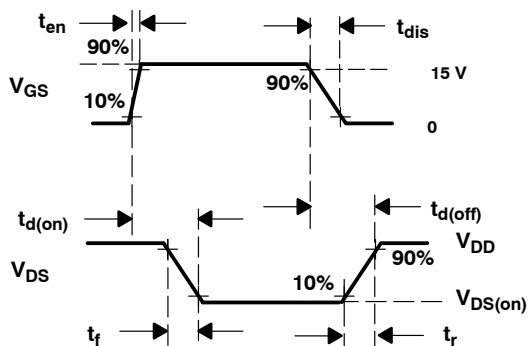 t_en
t_dis
90%
15 V
V_GS
90%
10%
0
t_d(on)
t_d(off)
V_DD
V_DS
10%
90%
V_DS(on)
t_f
t_r